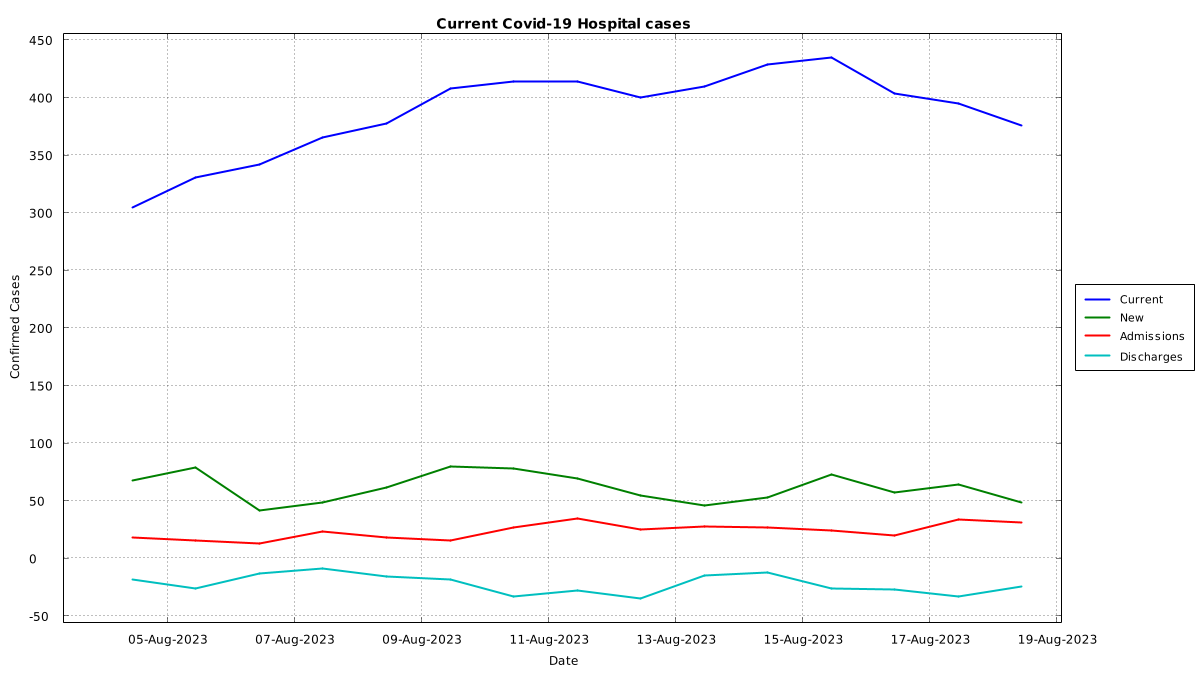 Current Covid-19 Hospital cases
450
400
350
300
250
200
150
100
50
0
-50
Confirmed Cases
05-Aug-2023 07-Aug-2023 09-Aug-2023 11-Aug-2023 13-Aug-2023 15-Aug-2023 17-Aug-2023 19-Aug-2023
Date
Current
New
Admissions
Discharges